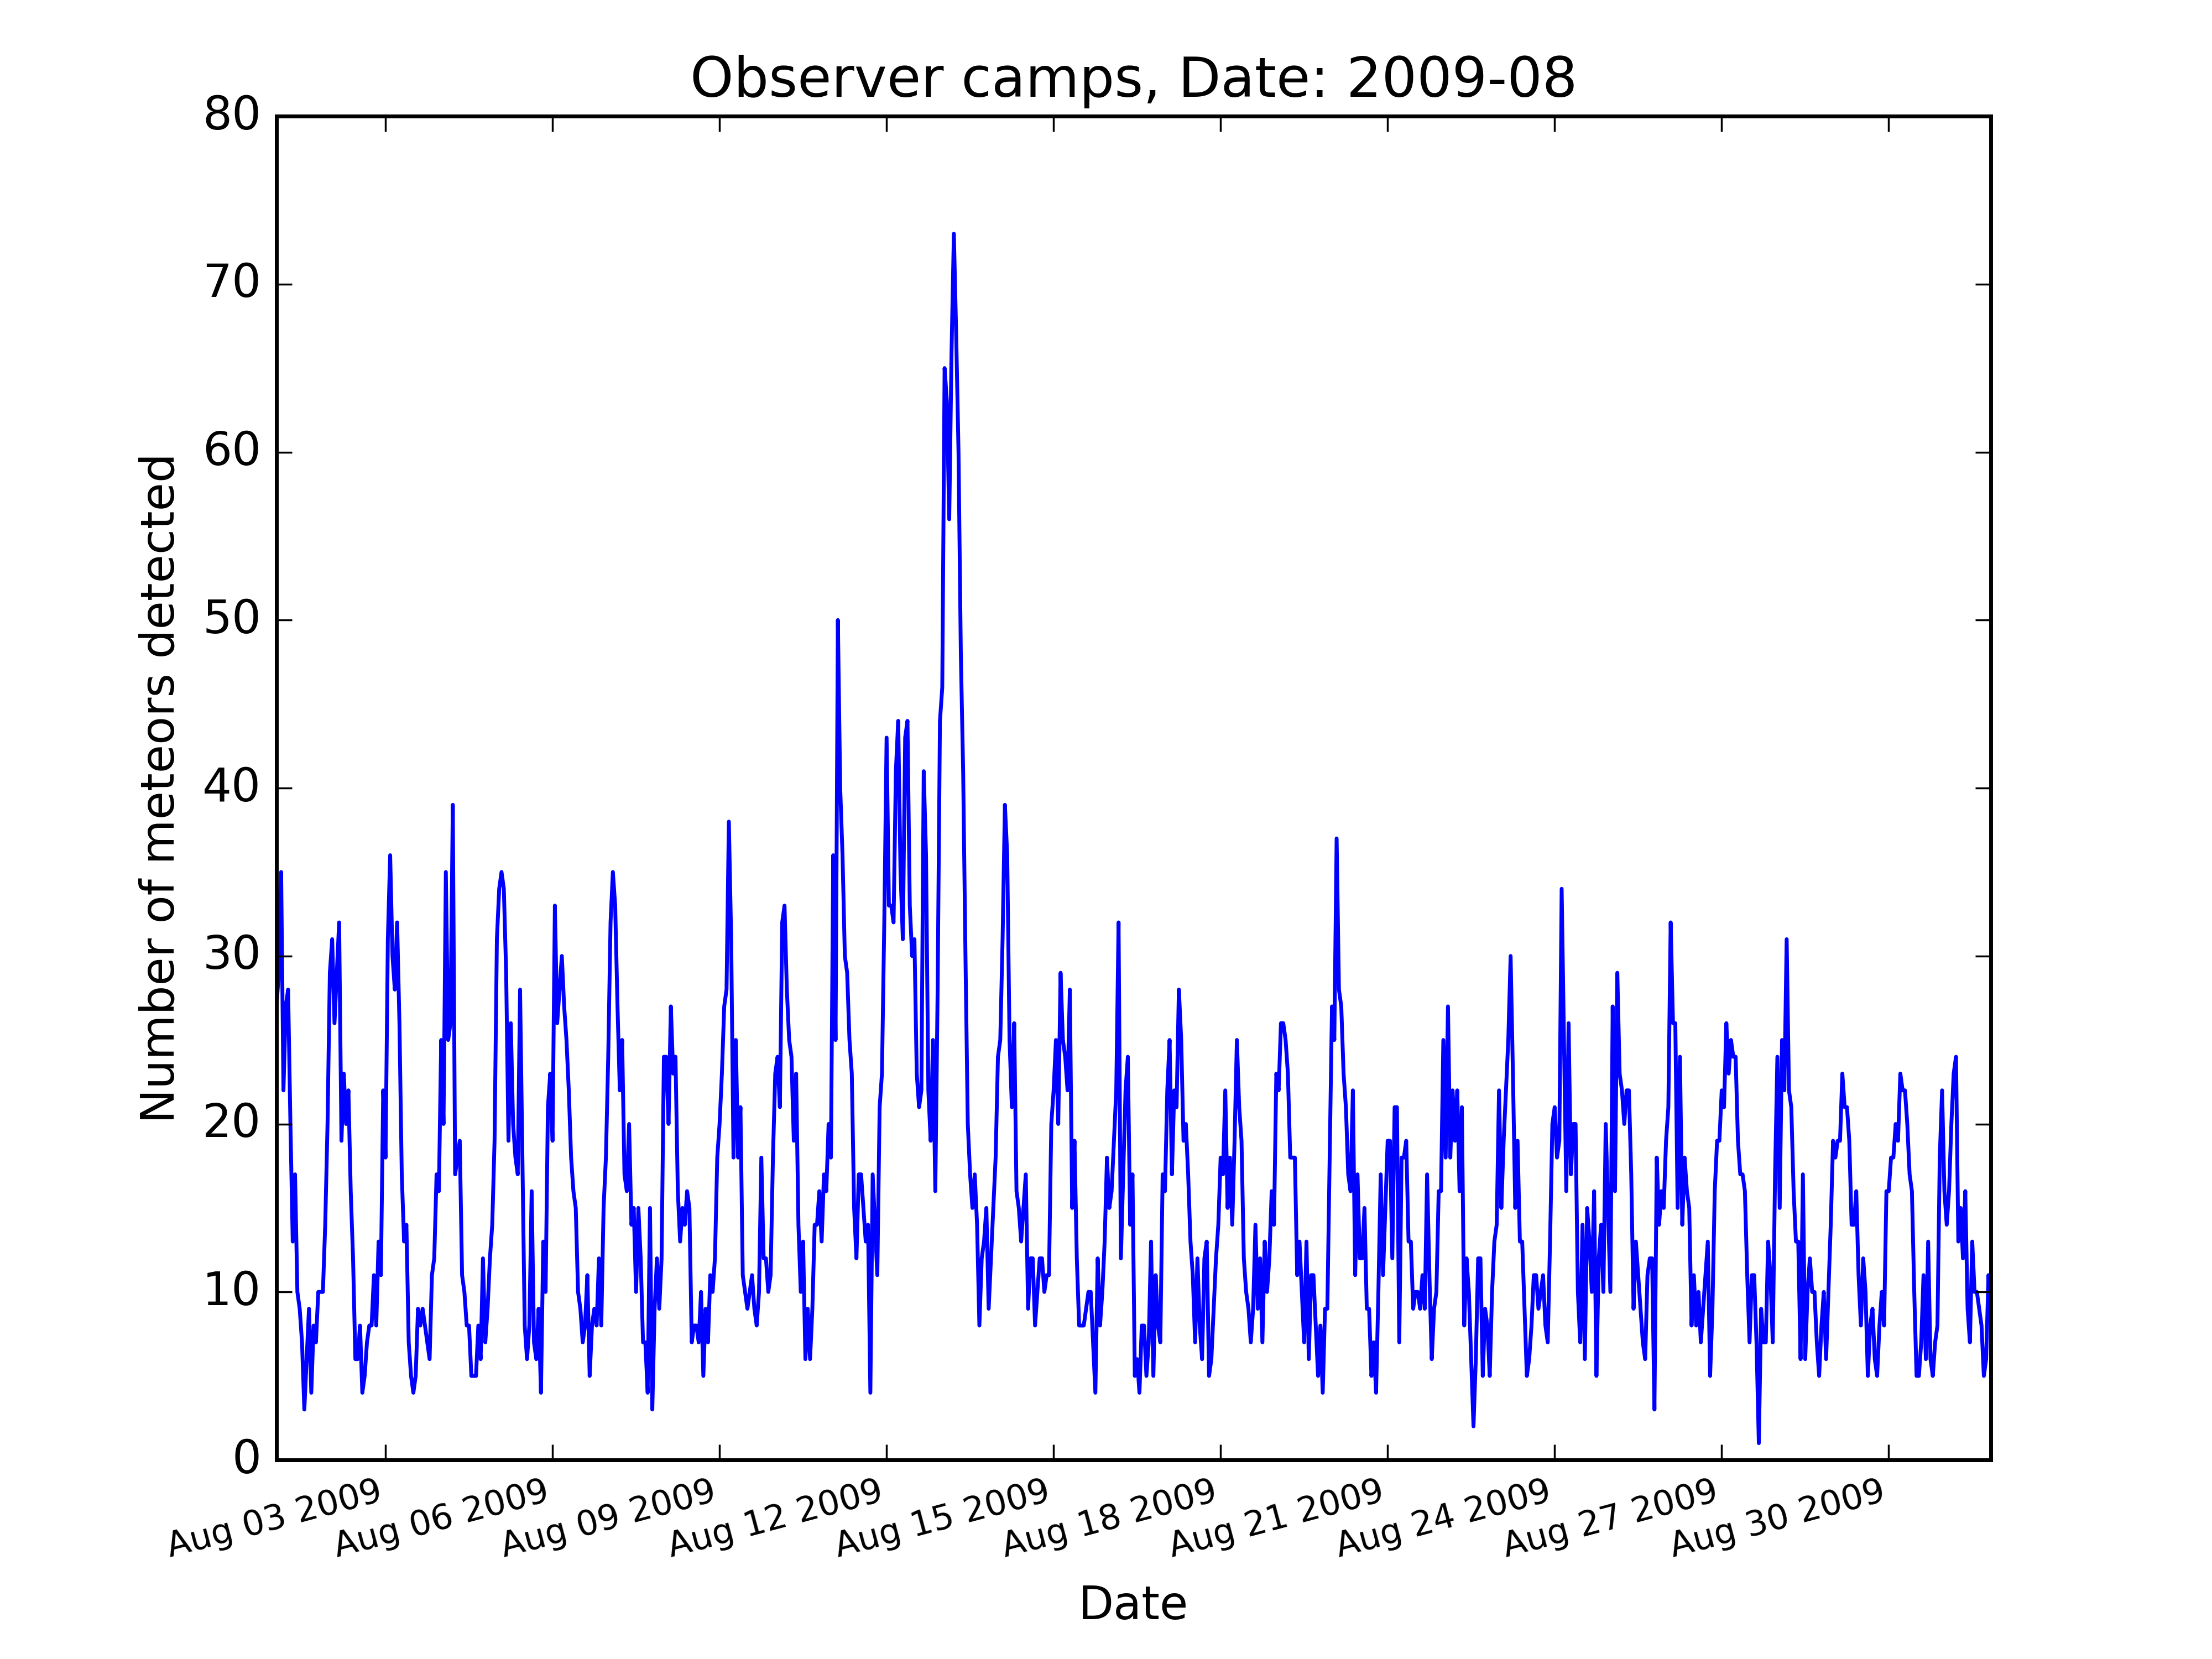 Observer camps, Date: 2009-08
Number of meteors detected
80
70
60
50
40
30
20
10
0
Aug 03 2009
Aug 06 2009
Aug 09 2009
Aug 12 2009
Aug 15 2009
Aug 18 2009
Aug 21 2009
Aug 24 2009
Aug 27 2009
Aug 30 2009
Date